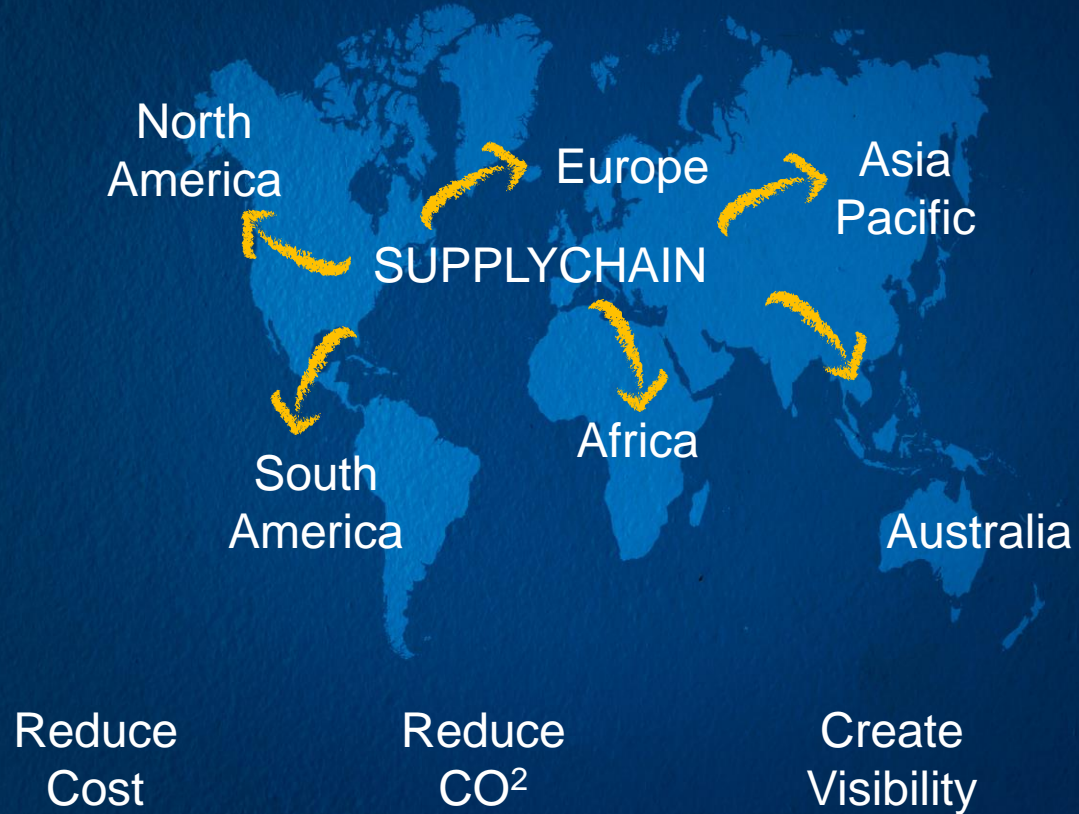 North
America
Europe
Asia
Pacific
SUPPLYCHAIN
South
America
Africa
Australia
Reduce
Cost
Reduce
CO²
Create
Visibility